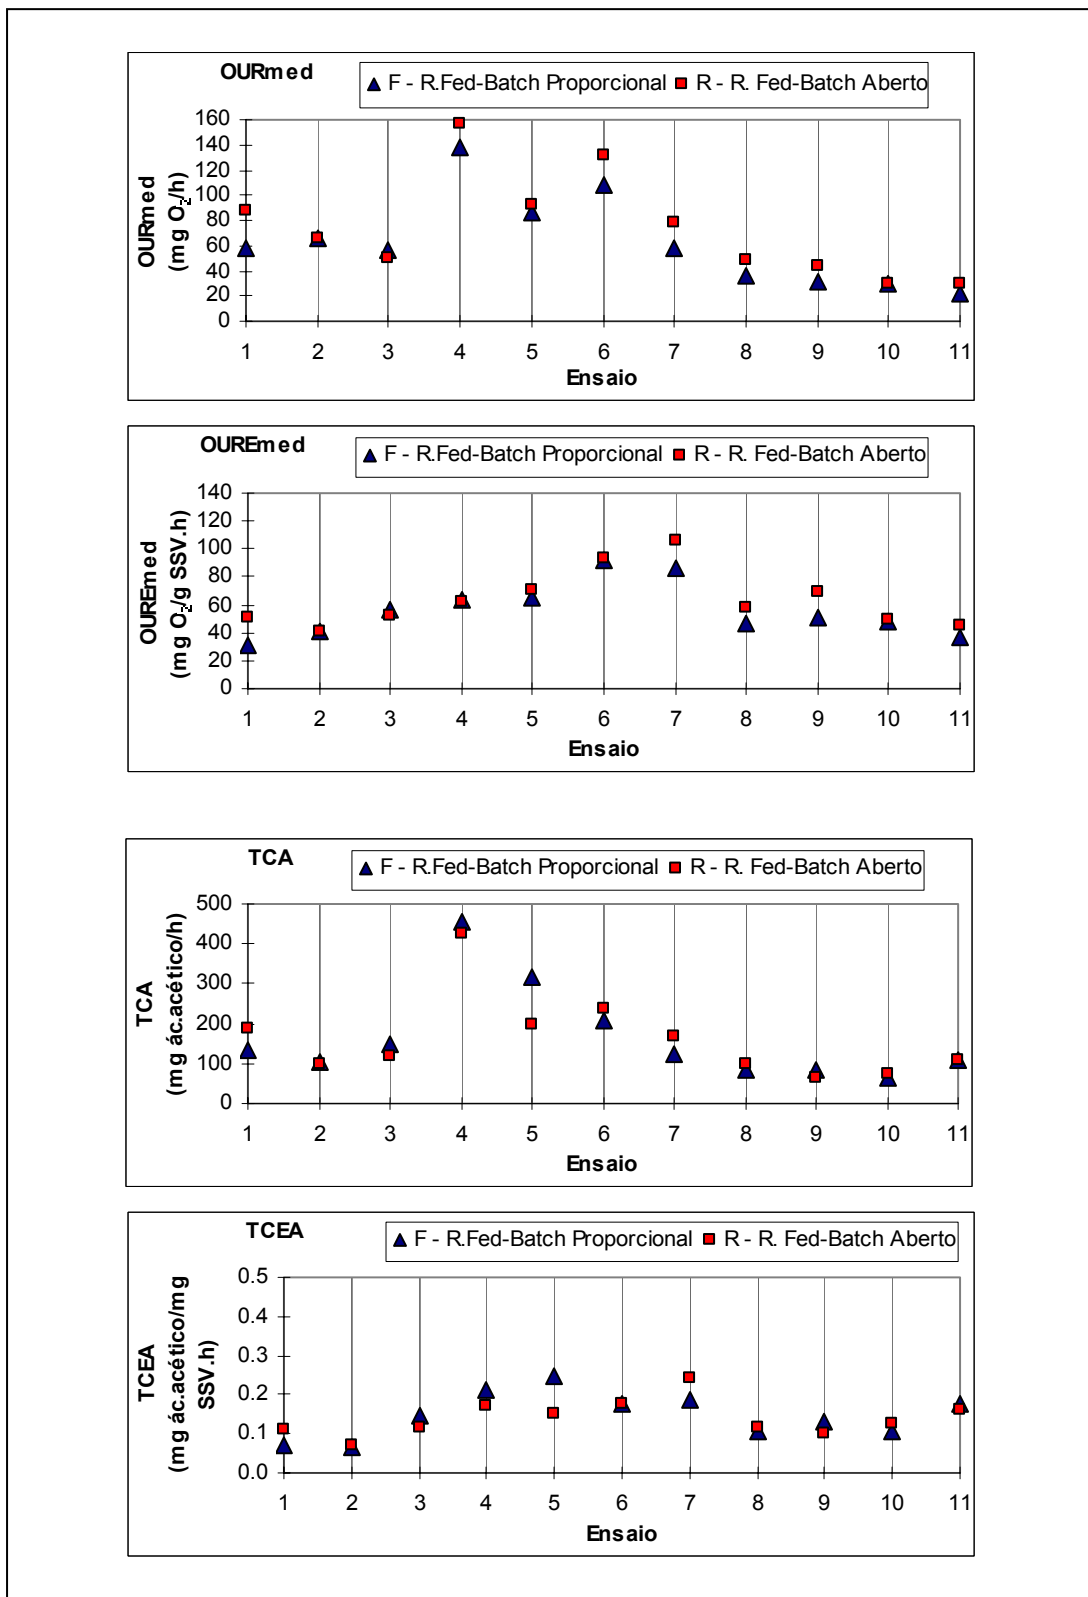 OURmed
F - R.Fed-Batch Proporcional R - R. Fed-Batch Aberto
OURmed
(mg O2/h)
160
140
120
100
80
60
40
20
0
1 2 3 4 5 6 7 8 9 10 11
Ensaio
OUREmed
F - R.Fed-Batch Proporcional R - R. Fed-Batch Aberto
OUREmed
(mg O2/g SSV.h)
140
120
100
80
60
40
20
0
1 2 3 4 5 6 7 8 9 10 11
Ensaio
TCA
F - R.Fed-Batch Proporcional R - R. Fed-Batch Aberto
TCA
(mg ác.acético/h)
500
400
300
200
100
0
1 2 3 4 5 6 7 8 9 10 11
Ensaio
TCEA
F - R.Fed-Batch Proporcional R - R. Fed-Batch Aberto
TCEA
(mg ác.acético/mg
SSV.h)
0.5
0.4
0.3
0.2
0.1
0.0
1 2 3 4 5 6 7 8 9 10 11
Ensaio